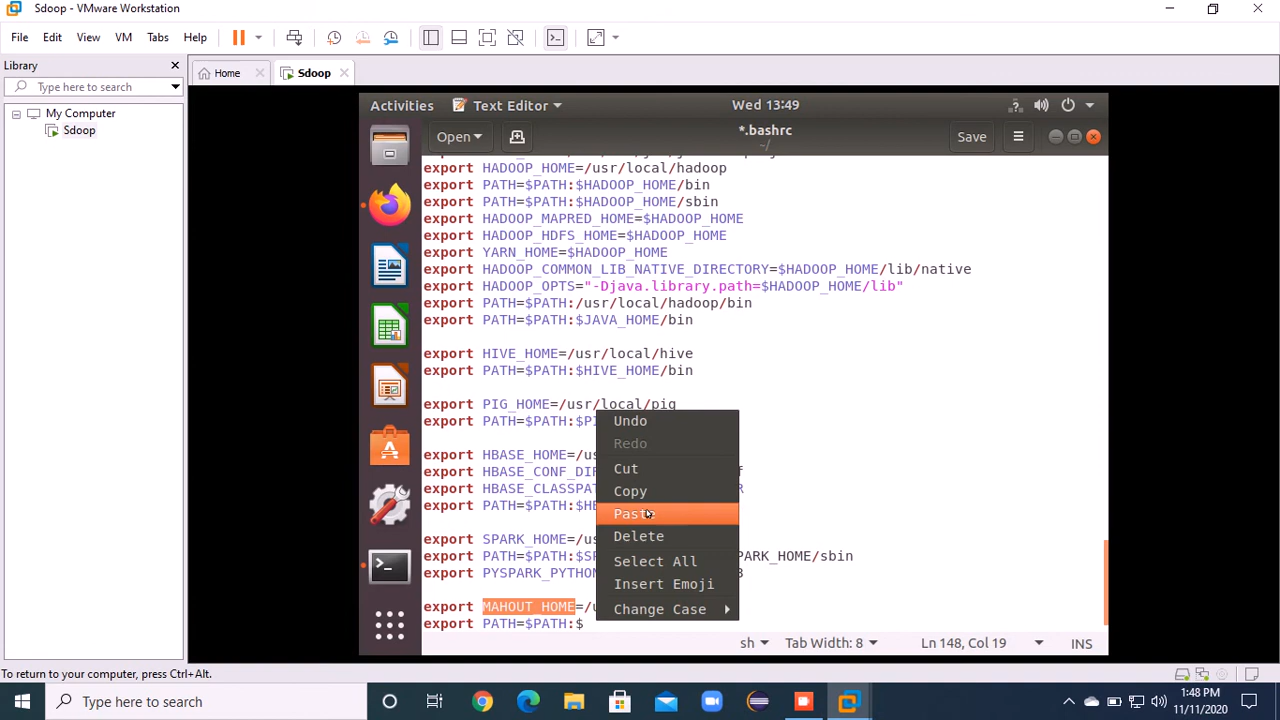 Sdoop - VMware Workstation
File Edit View VM Tabs Help
Library
Type here to search
My Computer
Sdoop
Home
Sdoop
Activities Text Editor Wed 13:49
Open *.bashrc Save
~/
export HADOOP_HOME=/usr/local/hadoop
export PATH=$PATH:$HADOOP_HOME/bin
export PATH=$PATH:$HADOOP_HOME/sbin
export HADOOP_MAPRED_HOME=$HADOOP_HOME
export HADOOP_HDFS_HOME=$HADOOP_HOME
export YARN_HOME=$HADOOP_HOME
export HADOOP_COMMON_LIB_NATIVE_DIRECTORY=$HADOOP_HOME/lib/native
export HADOOP_OPTS="-Djava.library.path=$HADOOP_HOME/lib"
export PATH=$PATH:/usr/local/hadoop/bin
export PATH=$PATH:$JAVA_HOME/bin
export HIVE_HOME=/usr/local/hive
export PATH=$PATH:$HIVE_HOME/bin
export PIG_HOME=/usr/local/pig
export PATH=$PATH:$PI
export HBASE_HOME=/us
export HBASE_CONF_DIR f
export HBASE_CLASSPAT R
export PATH=$PATH:$HB
export SPARK_HOME=/us
export PATH=$PATH:$SP PARK_HOME/sbin
export PYSPARK_PYTHON 3
export MAHOUT_HOME=/u
export PATH=$PATH:$
Undo
Redo
Cut
Copy
Paste
Delete
Select All
Insert Emoji
Change Case
sh Tab Width: 8 Ln 148, Col 19 INS
To return to your computer, press Ctrl+Alt.
Type here to search
1:48 PM
11/11/2020